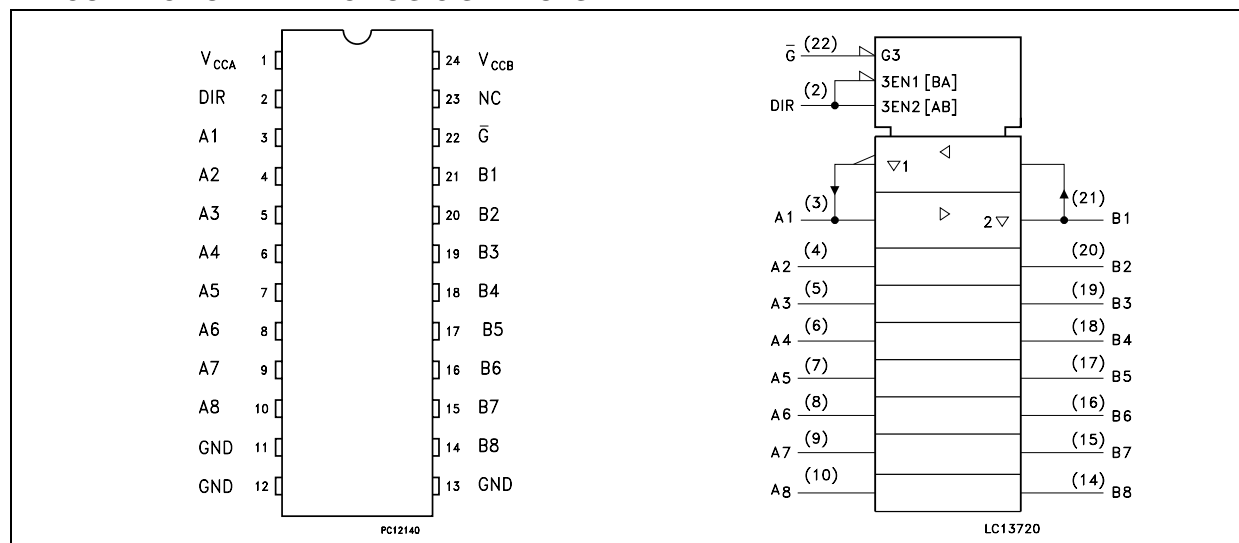 V_CCA 1 24 V_CCB
DIR 2 23 NC
A1 3 22 G̅
A2 4 21 B1
A3 5 20 B2
A4 6 19 B3
A5 7 18 B4
A6 8 17 B5
A7 9 16 B6
A8 10 15 B7
GND 11 14 B8
GND 12 13 GND
PC12140
G̅ (22) G3
3EN1 [BA]
DIR (2) 3EN2 [AB]
▽1
A1 (3) 2▽ (21) B1
A2 (4) (20) B2
A3 (5) (19) B3
A4 (6) (18) B4
A5 (7) (17) B5
A6 (8) (16) B6
A7 (9) (15) B7
A8 (10) (14) B8
LC13720